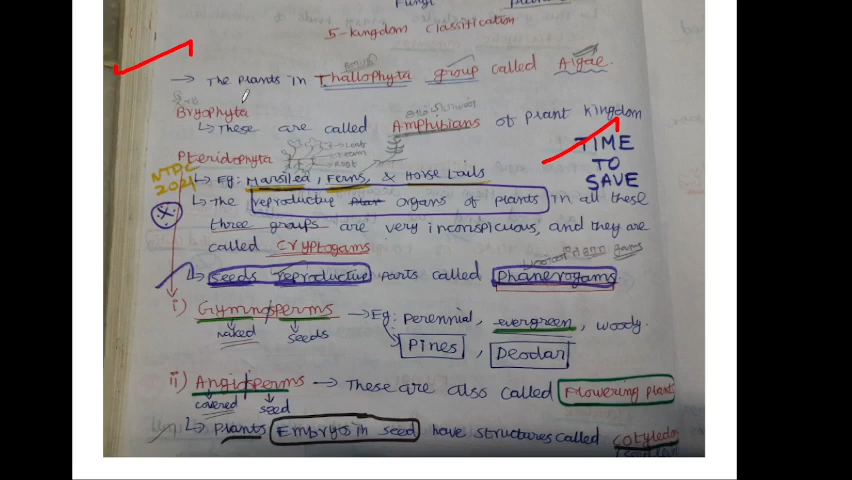 Fungi
5-kingdom classification
→ The plants in Thallophyta group called Algae.
Bryophyta
↳ These are called Amphibians of plant kingdom
TIME
TO
SAVE
Pteridophyta
Root
NTPC
2021
↳ Eg: Marsiled, Ferns, & Horse tails
↳ The reproductive organs of plants in all these
three groups are very inconspicuous, and they are
called Cryptogams
↳ Seeds reproductive parts called Phanerogams.
i) Gymnosperms → Eg: perennial, evergreen, woody.
naked seeds
Pines, Deodar
ii) Angiosperms → These are also called Flowering plants
covered seed
↳ plants Embryo in seed have structures called cotyledo